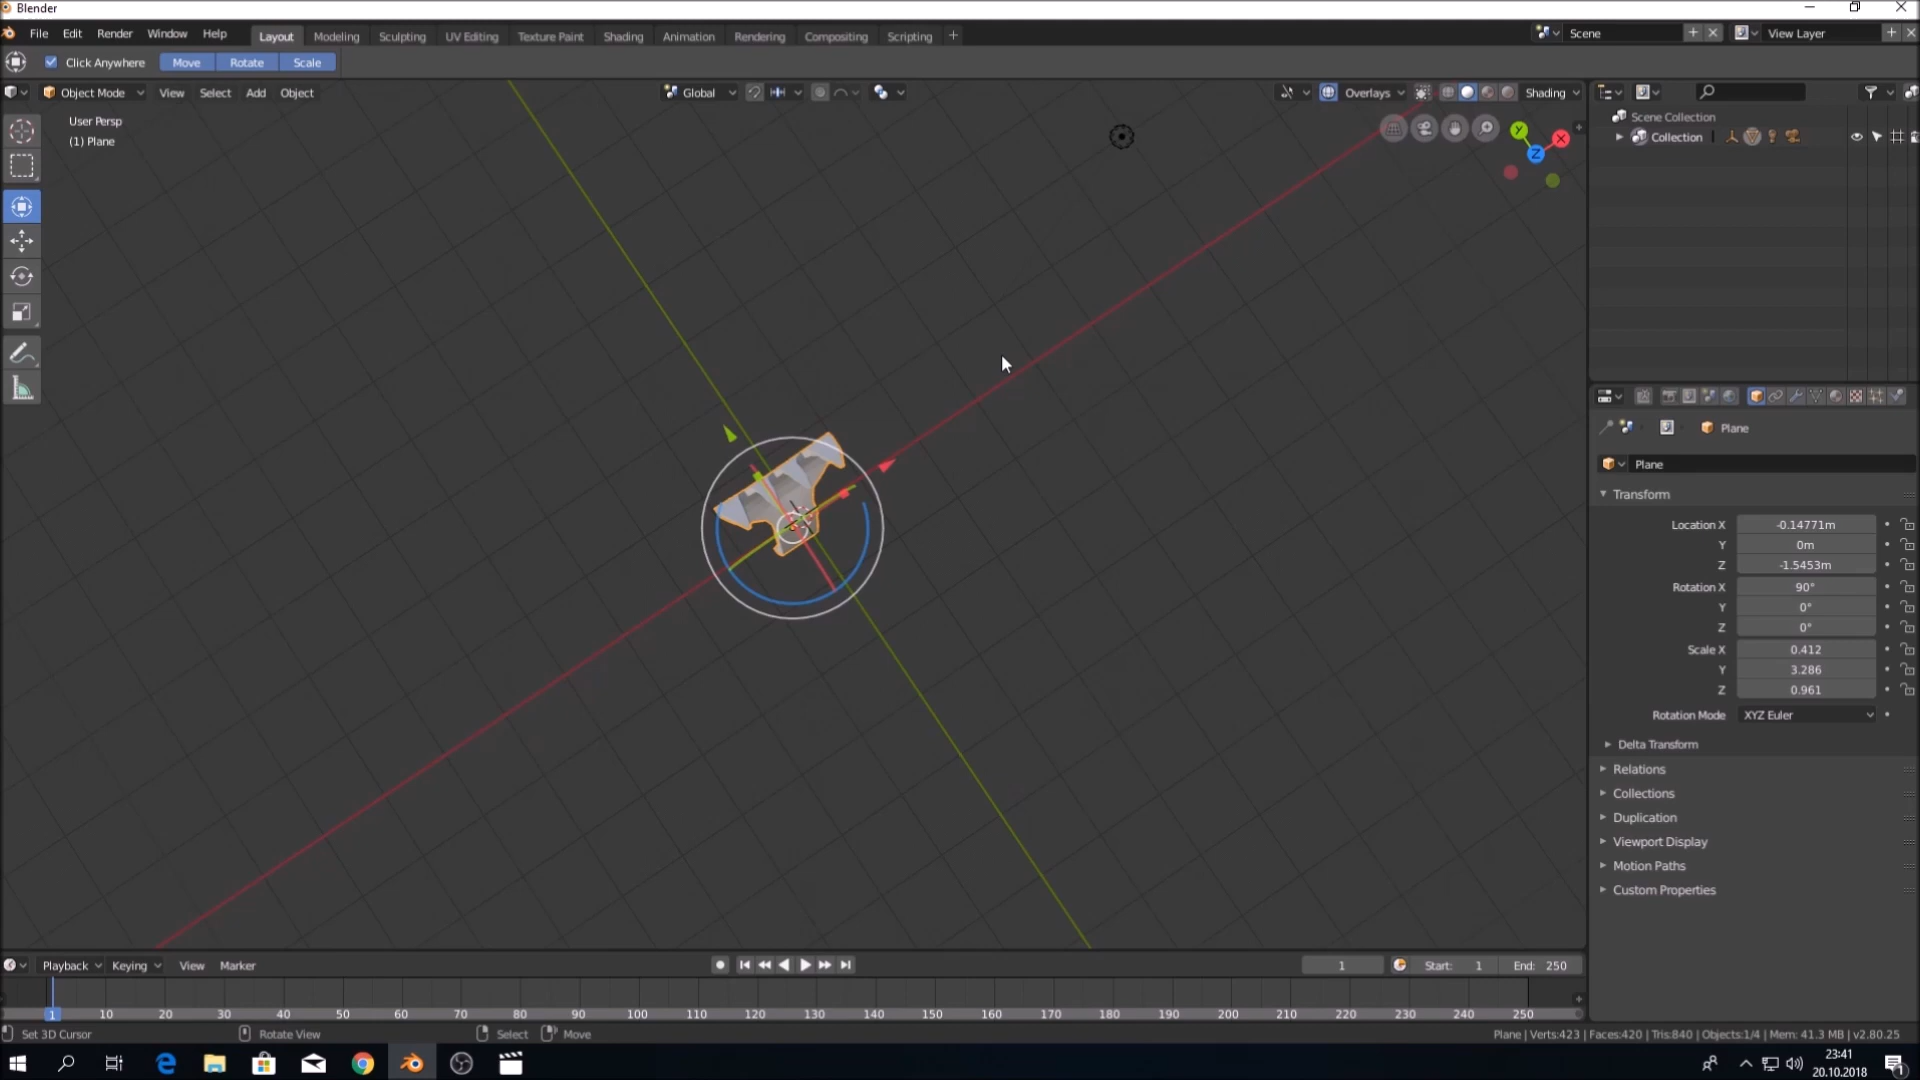 Blender
File Edit Render Window Help Layout Modeling Sculpting UV Editing Texture Paint Shading Animation Rendering Compositing Scripting + Scene View Layer
Click Anywhere Move Rotate Scale
Object Mode View Select Add Object Global Overlays Shading
User Persp
(1) Plane
Y X Z
Scene Collection
Collection
Plane
Plane
Transform
Location X -0.14771m
Y 0m
Z -1.5453m
Rotation X 90°
Y 0°
Z 0°
Scale X 0.412
Y 3.286
Z 0.961
Rotation Mode XYZ Euler
Delta Transform
Relations
Collections
Duplication
Viewport Display
Motion Paths
Custom Properties
Playback Keying View Marker 1 Start: 1 End: 250
1 10 20 30 40 50 60 70 80 90 100 110 120 130 140 150 160 170 180 190 200 210 220 230 240 250
Set 3D Cursor Rotate View Select Move Plane | Verts:423 | Faces:420 | Tris:840 | Objects:1/4 | Mem: 41.3 MB | v2.80.25
23:41
20.10.2018
1